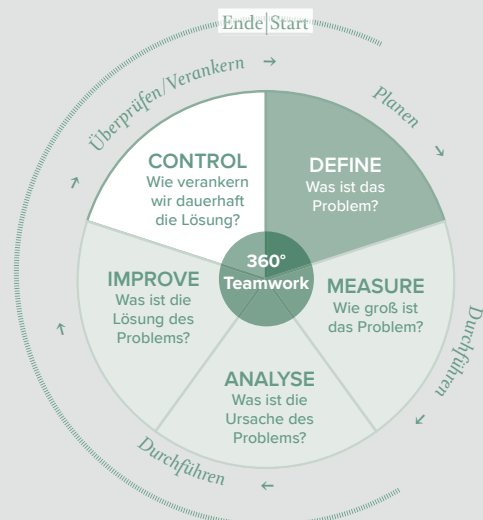 Ende|Start
Planen
DEFINE
Was ist das
Problem?
MEASURE
Wie groß ist
das Problem?
Durchführen
ANALYSE
Was ist die
Ursache des
Problems?
Durchführen
IMPROVE
Was ist die
Lösung des
Problems?
CONTROL
Wie verankern
wir dauerhaft
die Lösung?
Überprüfen/Verankern
360°
Teamwork